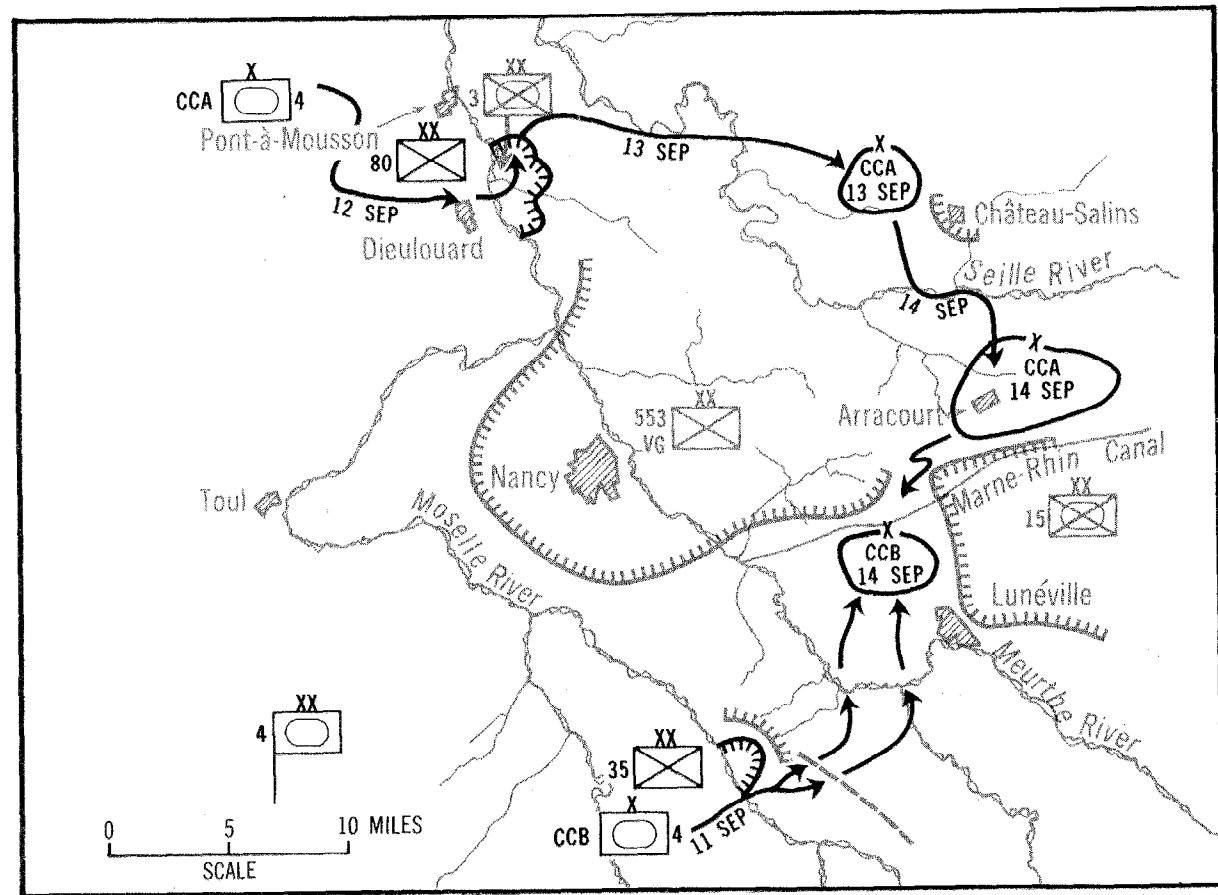 X
CCA 4
XX
3
Pont-à-Mousson
XX
80
12 SEP
Dieulouard
13 SEP
X
CCA
13 SEP
Château-Salins
Seille River
14 SEP
X
CCA
14 SEP
Arracourt
XX
553
VG
Marne-Rhin Canal
XX
15
Nancy
Toul
Moselle River
X
CCB
14 SEP
Lunéville
Meurthe River
XX
4
XX
35
X
CCB 4
11 SEP
0 5 10 MILES
SCALE